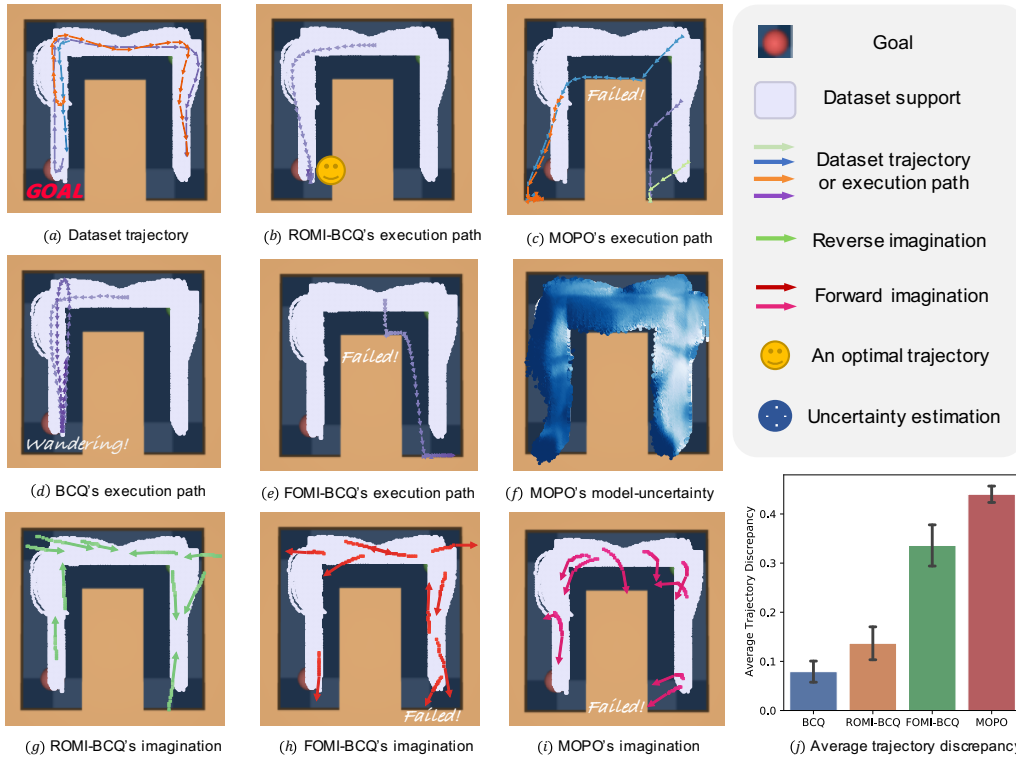 GOAL
(a) Dataset trajectory
(b) ROMI-BCQ's execution path
Failed!
(c) MOPO's execution path
Goal
Dataset support
Dataset trajectory
or execution path
Reverse imagination
Forward imagination
An optimal trajectory
Uncertainty estimation
Wandering!
(d) BCQ's execution path
Failed!
(e) FOMI-BCQ's execution path
(f) MOPO's model-uncertainty
(g) ROMI-BCQ's imagination
Failed!
(h) FOMI-BCQ's imagination
Failed!
(i) MOPO's imagination
Average Trajectory Discrepancy
0.4
0.3
0.2
0.1
0.0
BCQ ROMI-BCQ FOMI-BCQ MOPO
(j) Average trajectory discrepancy